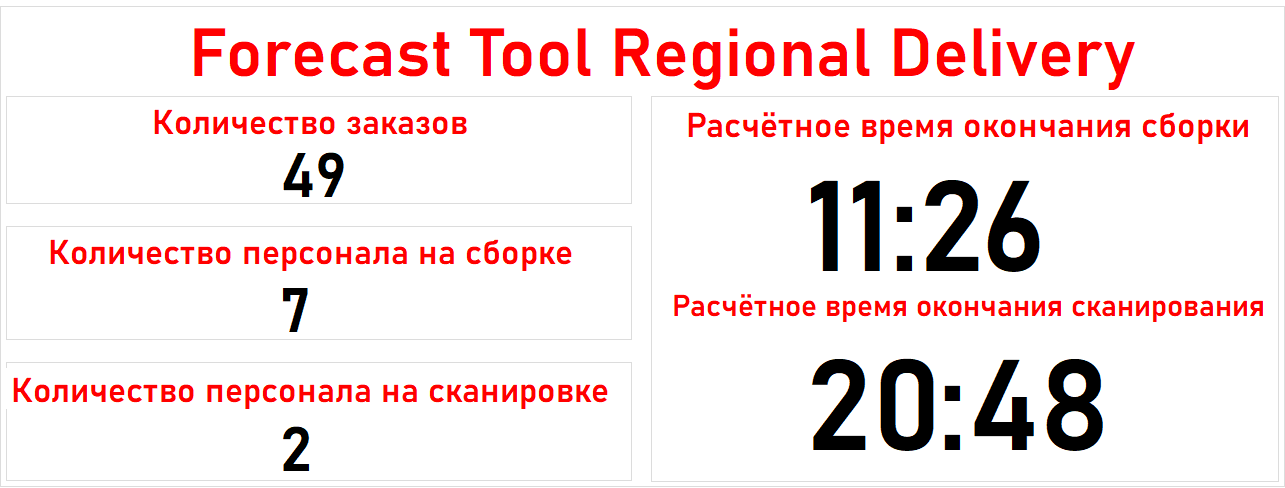 Forecast Tool Regional Delivery
Количество заказов
49
Количество персонала на сборке
7
Количество персонала на сканировке
2
Расчётное время окончания сборки
11:26
Расчётное время окончания сканирования
20:48